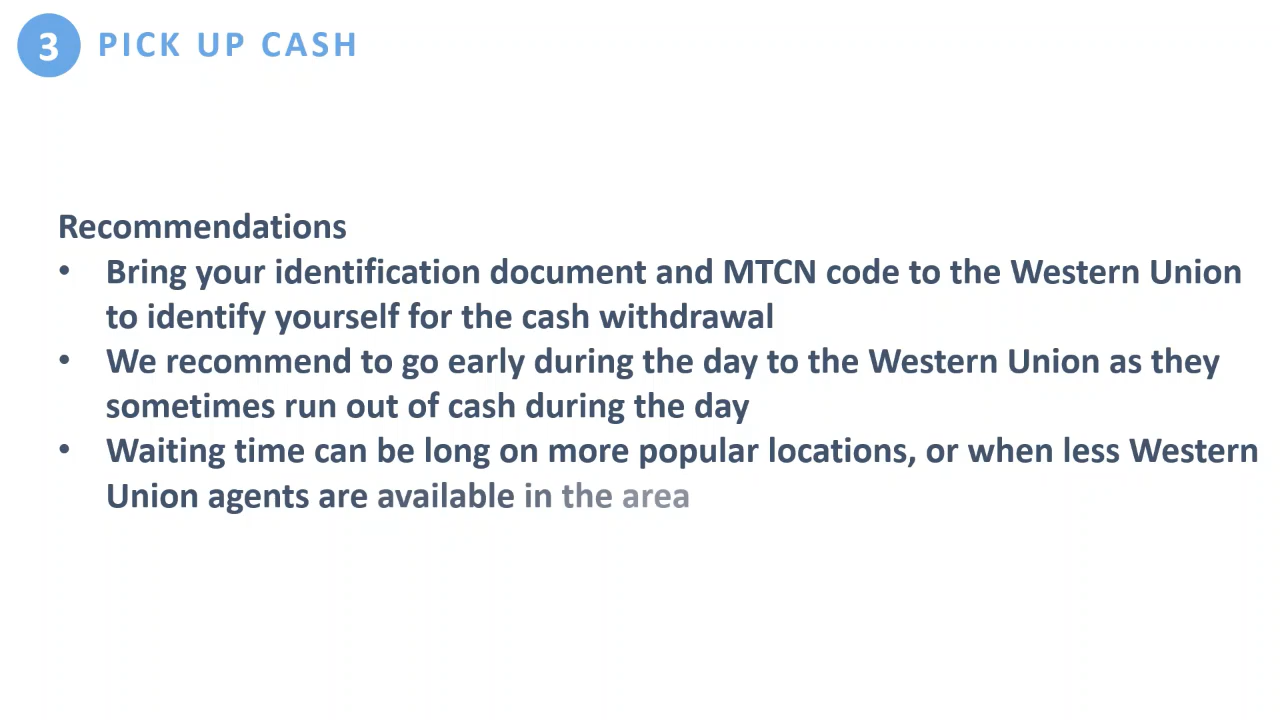 3 PICK UP CASH
Recommendations
• Bring your identification document and MTCN code to the Western Union
to identify yourself for the cash withdrawal
• We recommend to go early during the day to the Western Union as they
sometimes run out of cash during the day
• Waiting time can be long on more popular locations, or when less Western
Union agents are available in the area